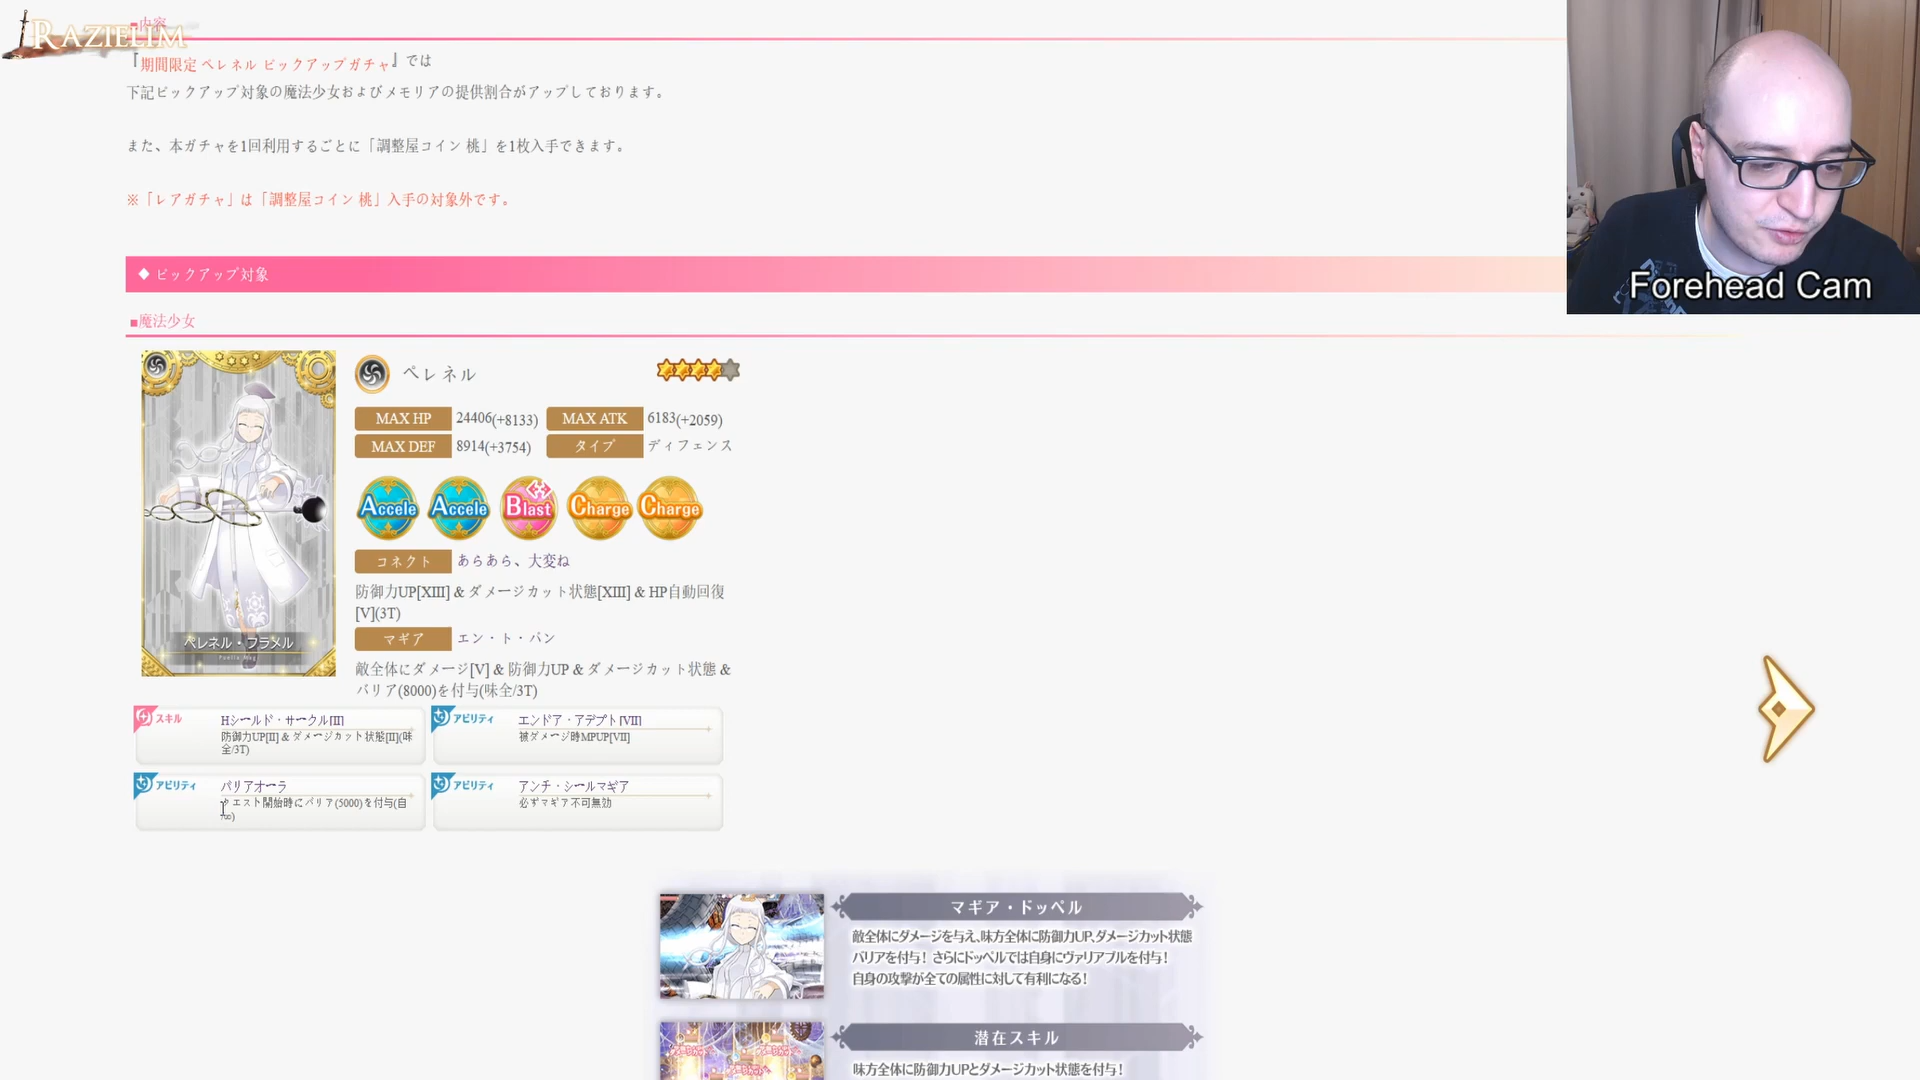 RAZIELIM
■内容
『期間限定 ペレネル ピックアップガチャ』では
下記ピックアップ対象の魔法少女およびメモリアの提供割合がアップしております。
また、本ガチャを1回利用するごとに「調整屋コイン 桃」を1枚入手できます。
※「レアガチャ」は「調整屋コイン 桃」入手の対象外です。
Forehead Cam
◆ ピックアップ対象
■魔法少女
ペレネル
MAX HP 24406(+8133) MAX ATK 6183(+2059)
MAX DEF 8914(+3754) タイプ ディフェンス
Accele Accele Blast Charge Charge
コネクト あらあら、大変ね
防御力UP[XIII] & ダメージカット状態[XIII] & HP自動回復
[V](3T)
ペレネル・フラメル
マギア エン・ト・パン
敵全体にダメージ[V] & 防御力UP & ダメージカット状態 &
バリア(8000)を付与(味全/3T)
スキル Hシールド・サークル[II]
防御力UP[II] & ダメージカット状態[II](味
全/3T)
アビリティ エンドア・アデプト[VII]
被ダメージ時MPUP[VII]
アビリティ バリアオーラ
クエスト開始時にバリア(5000)を付与(自
/∞)
アビリティ アンチ・シールマギア
必ずマギア不可無効
マギア・ドッペル
敵全体にダメージを与え、味方全体に防御力UP、ダメージカット状態
バリアを付与！さらにドッペルでは自身にヴァリアブルを付与！
自身の攻撃が全ての属性に対して有利になる！
潜在スキル
味方全体に防御力UPとダメージカット状態を付与！